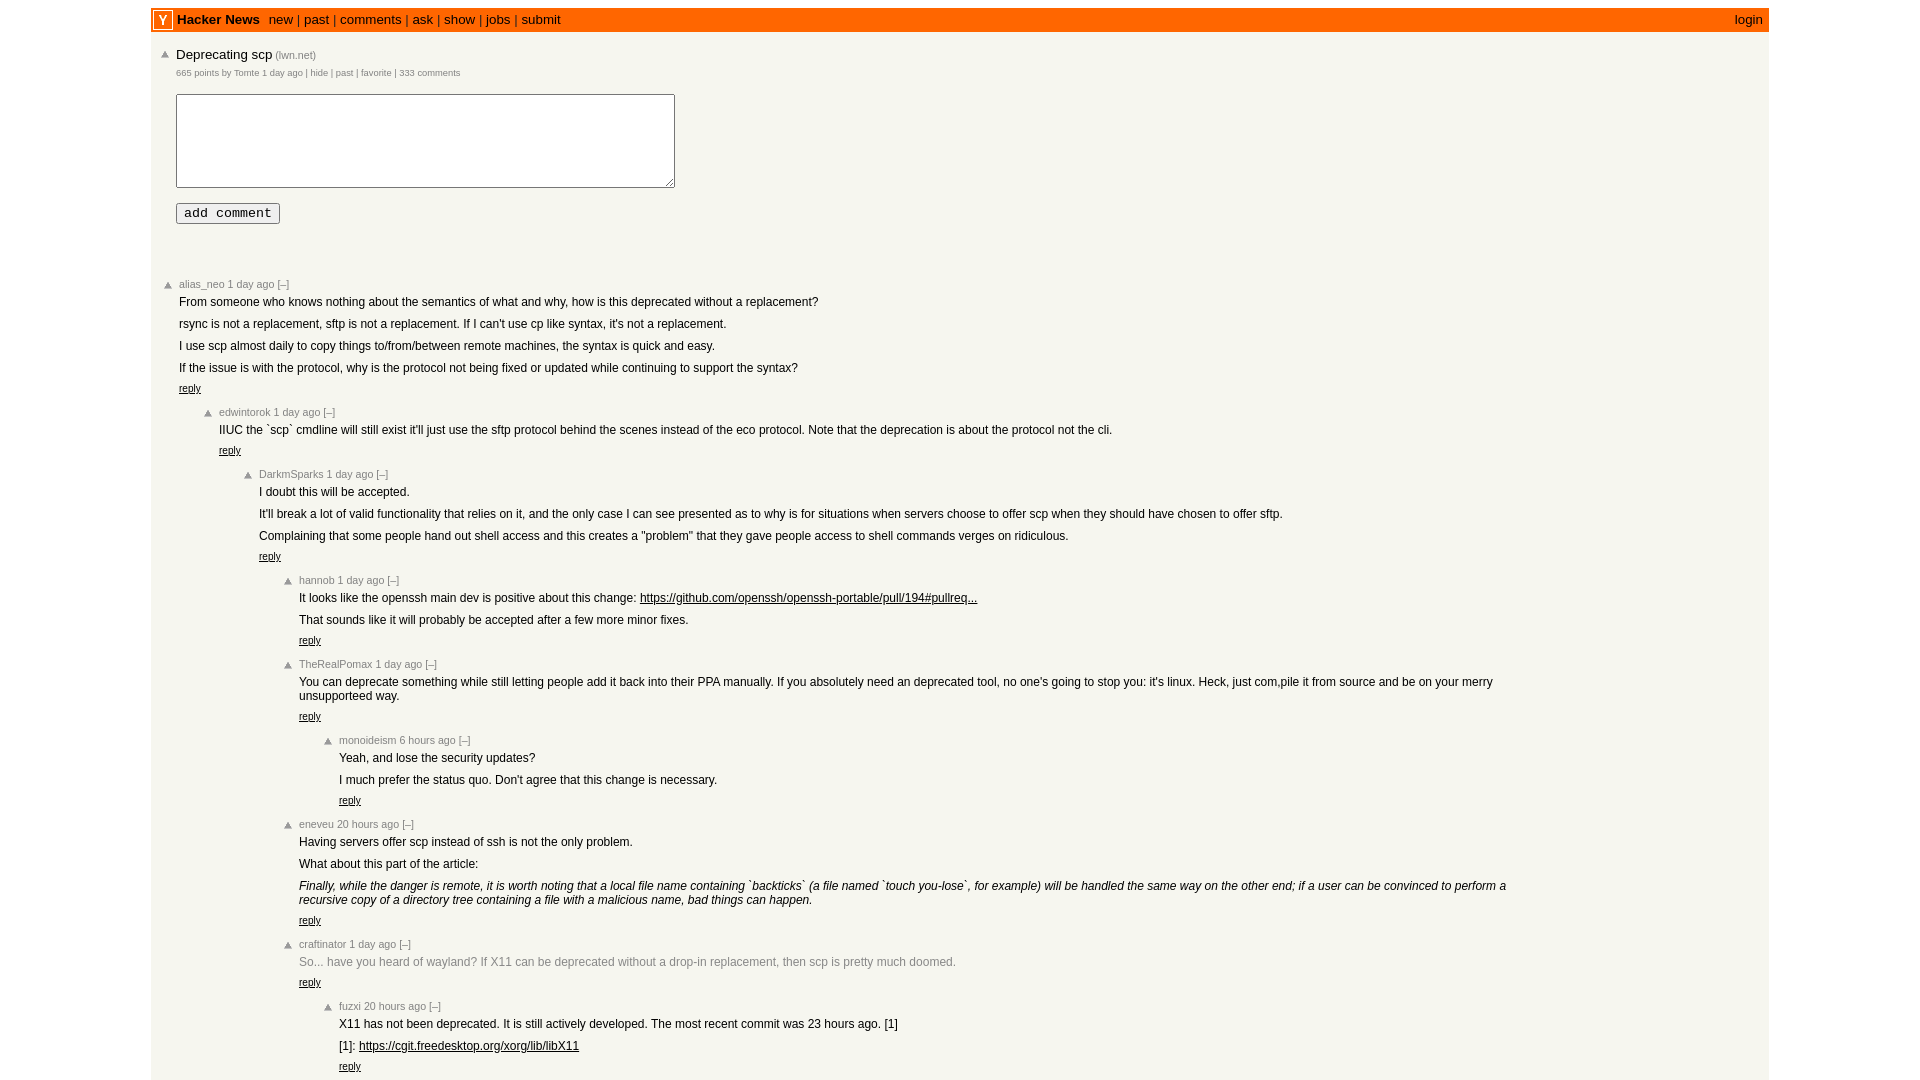 Y Hacker News new | past | comments | ask | show | jobs | submit login
Deprecating scp (lwn.net)
665 points by Tomte 1 day ago | hide | past | favorite | 333 comments
add comment
alias_neo 1 day ago [–]
From someone who knows nothing about the semantics of what and why, how is this deprecated without a replacement?
rsync is not a replacement, sftp is not a replacement. If I can't use cp like syntax, it's not a replacement.
I use scp almost daily to copy things to/from/between remote machines, the syntax is quick and easy.
If the issue is with the protocol, why is the protocol not being fixed or updated while continuing to support the syntax?
reply
edwintorok 1 day ago [–]
IIUC the `scp` cmdline will still exist it'll just use the sftp protocol behind the scenes instead of the eco protocol. Note that the deprecation is about the protocol not the cli.
reply
DarkmSparks 1 day ago [–]
I doubt this will be accepted.
It'll break a lot of valid functionality that relies on it, and the only case I can see presented as to why is for situations when servers choose to offer scp when they should have chosen to offer sftp.
Complaining that some people hand out shell access and this creates a "problem" that they gave people access to shell commands verges on ridiculous.
reply
hannob 1 day ago [–]
It looks like the openssh main dev is positive about this change: https://github.com/openssh/openssh-portable/pull/194#pullreq...
That sounds like it will probably be accepted after a few more minor fixes.
reply
TheRealPomax 1 day ago [–]
You can deprecate something while still letting people add it back into their PPA manually. If you absolutely need an deprecated tool, no one's going to stop you: it's linux. Heck, just com,pile it from source and be on your merry
unsupporteed way.
reply
monoideism 6 hours ago [–]
Yeah, and lose the security updates?
I much prefer the status quo. Don't agree that this change is necessary.
reply
eneveu 20 hours ago [–]
Having servers offer scp instead of ssh is not the only problem.
What about this part of the article:
Finally, while the danger is remote, it is worth noting that a local file name containing `backticks` (a file named `touch you-lose`, for example) will be handled the same way on the other end; if a user can be convinced to perform a
recursive copy of a directory tree containing a file with a malicious name, bad things can happen.
reply
craftinator 1 day ago [–]
So... have you heard of wayland? If X11 can be deprecated without a drop-in replacement, then scp is pretty much doomed.
reply
fuzxi 20 hours ago [–]
X11 has not been deprecated. It is still actively developed. The most recent commit was 23 hours ago. [1]
[1]: https://cgit.freedesktop.org/xorg/lib/libX11
reply